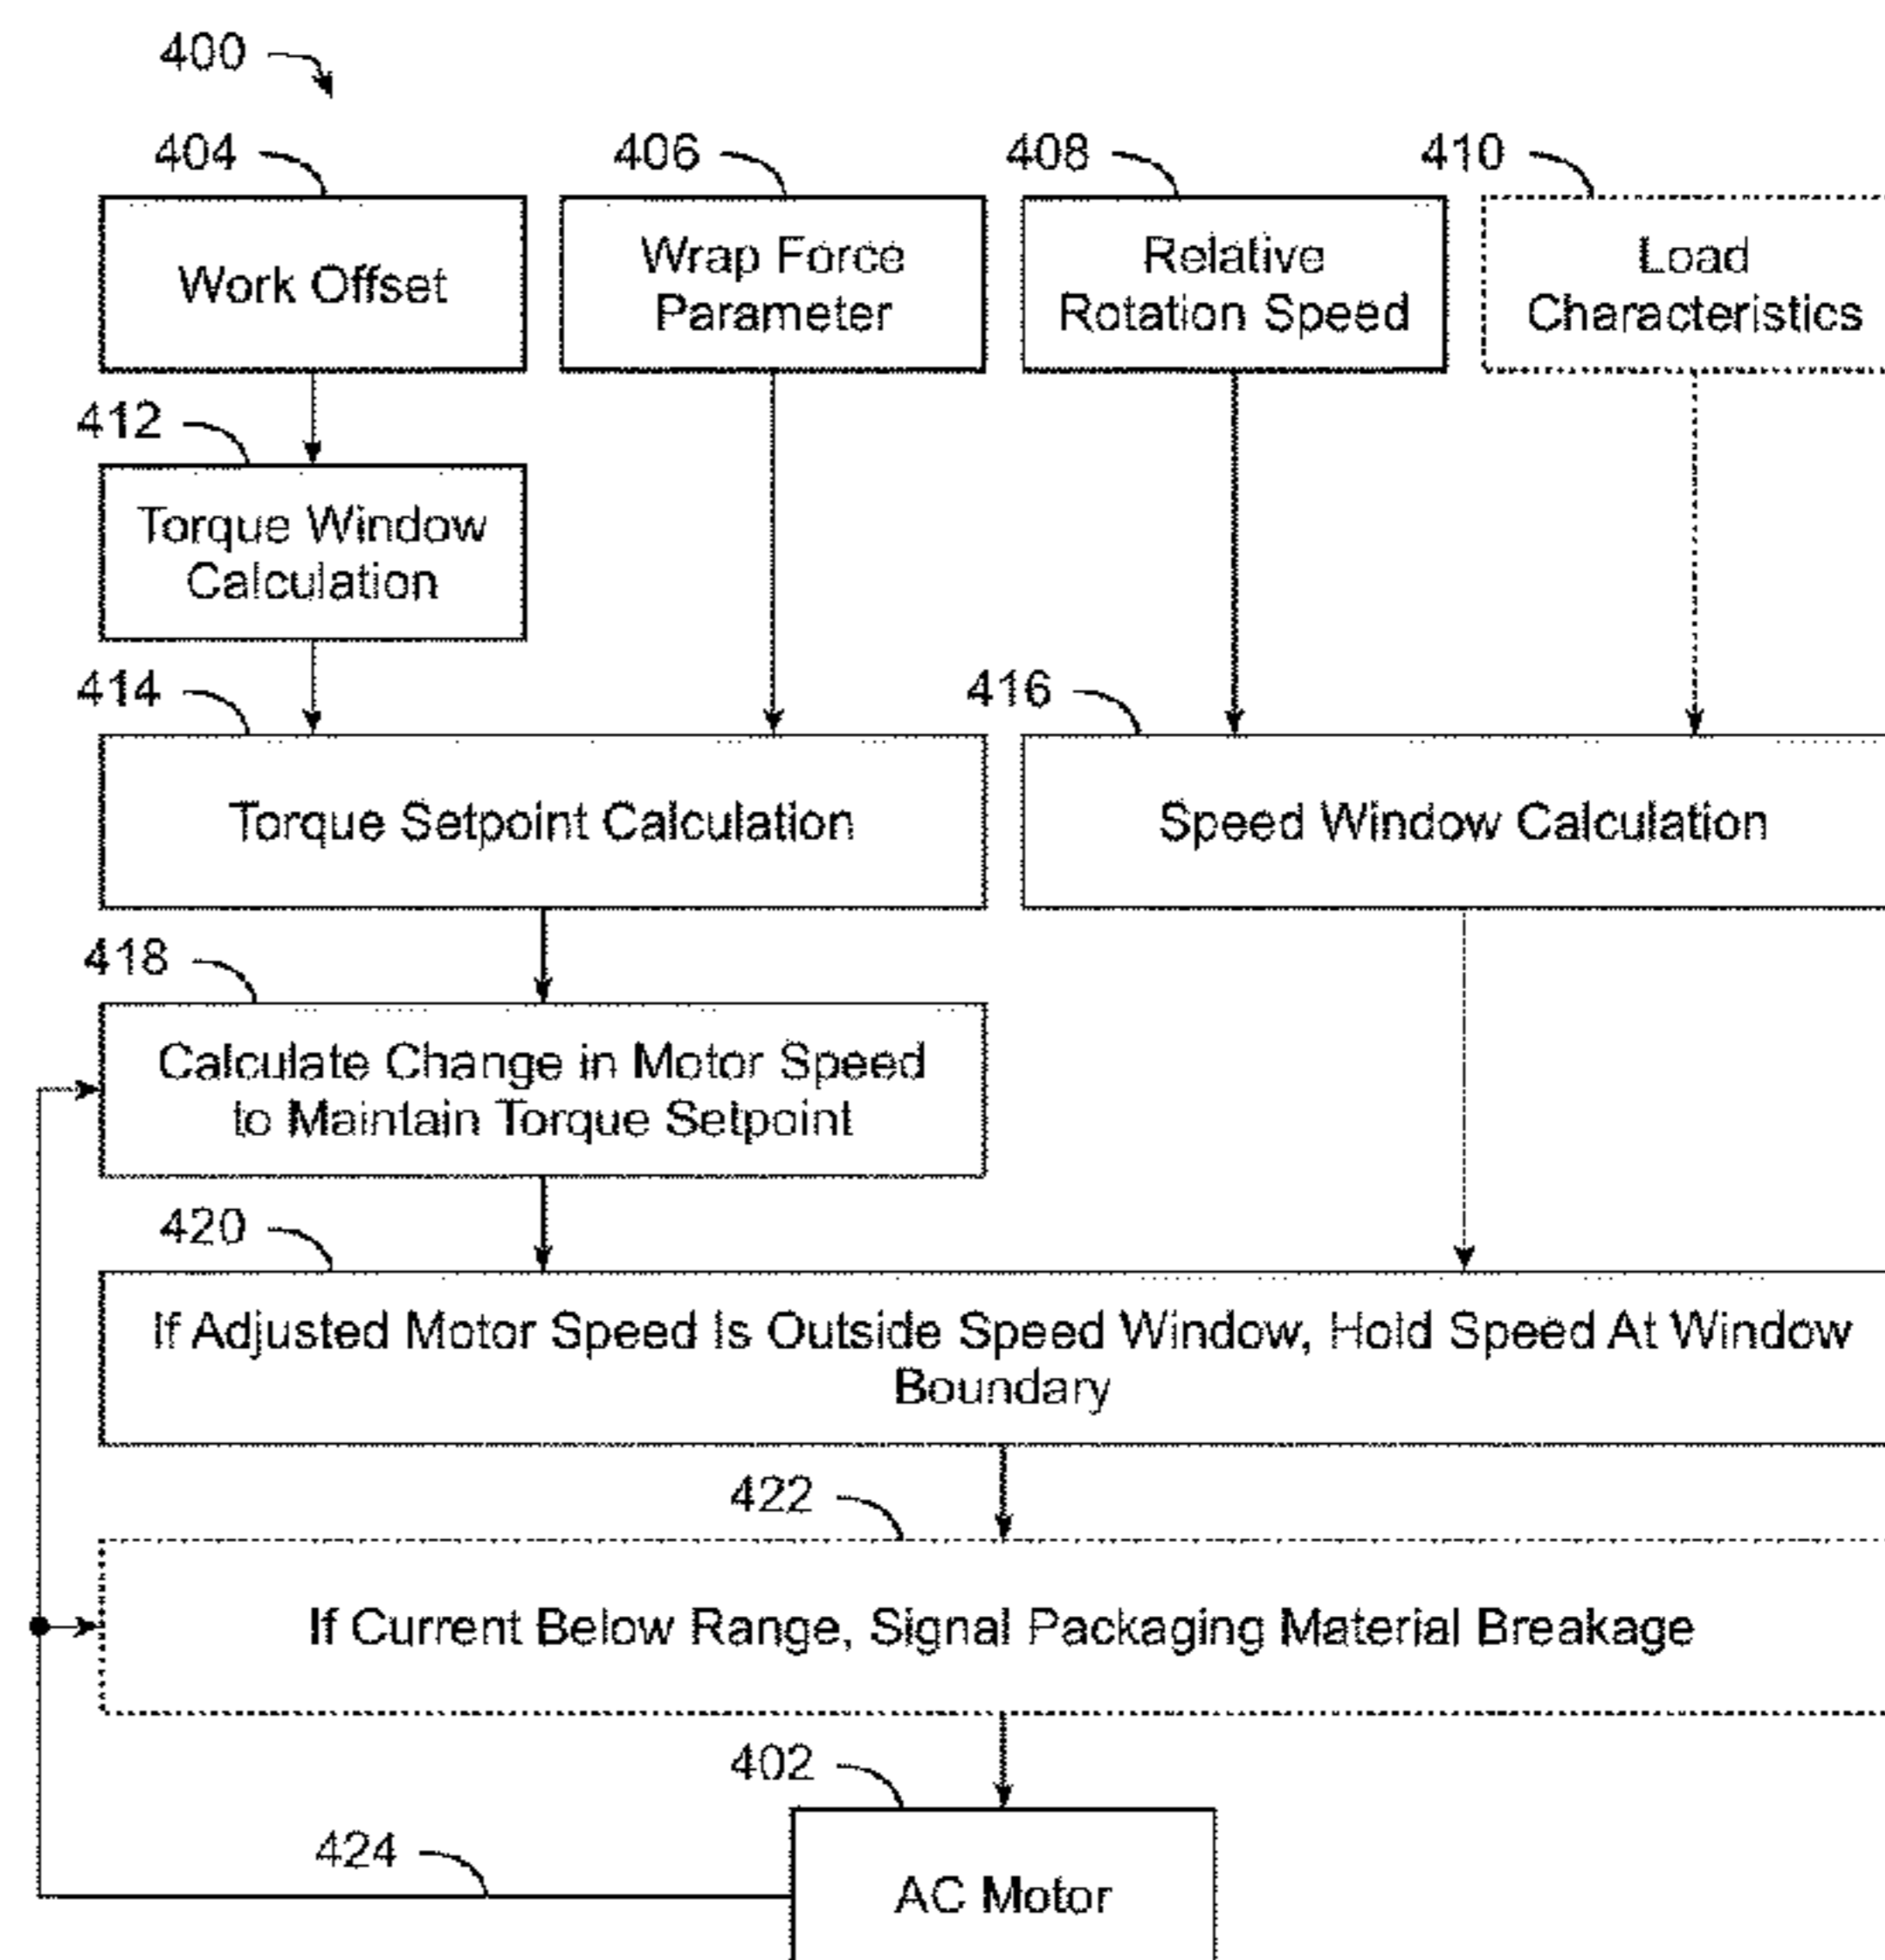 400
404
406
408
410
Work Offset
Wrap Force
Parameter
Relative
Rotation Speed
Load
Characteristics
412
Torque Window
Calculation
414
416
Torque Setpoint Calculation
Speed Window Calculation
418
Calculate Change in Motor Speed
to Maintain Torque Setpoint
420
If Adjusted Motor Speed Is Outside Speed Window, Hold Speed At Window
Boundary
422
If Current Below Range, Signal Packaging Material Breakage
402
424
AC Motor